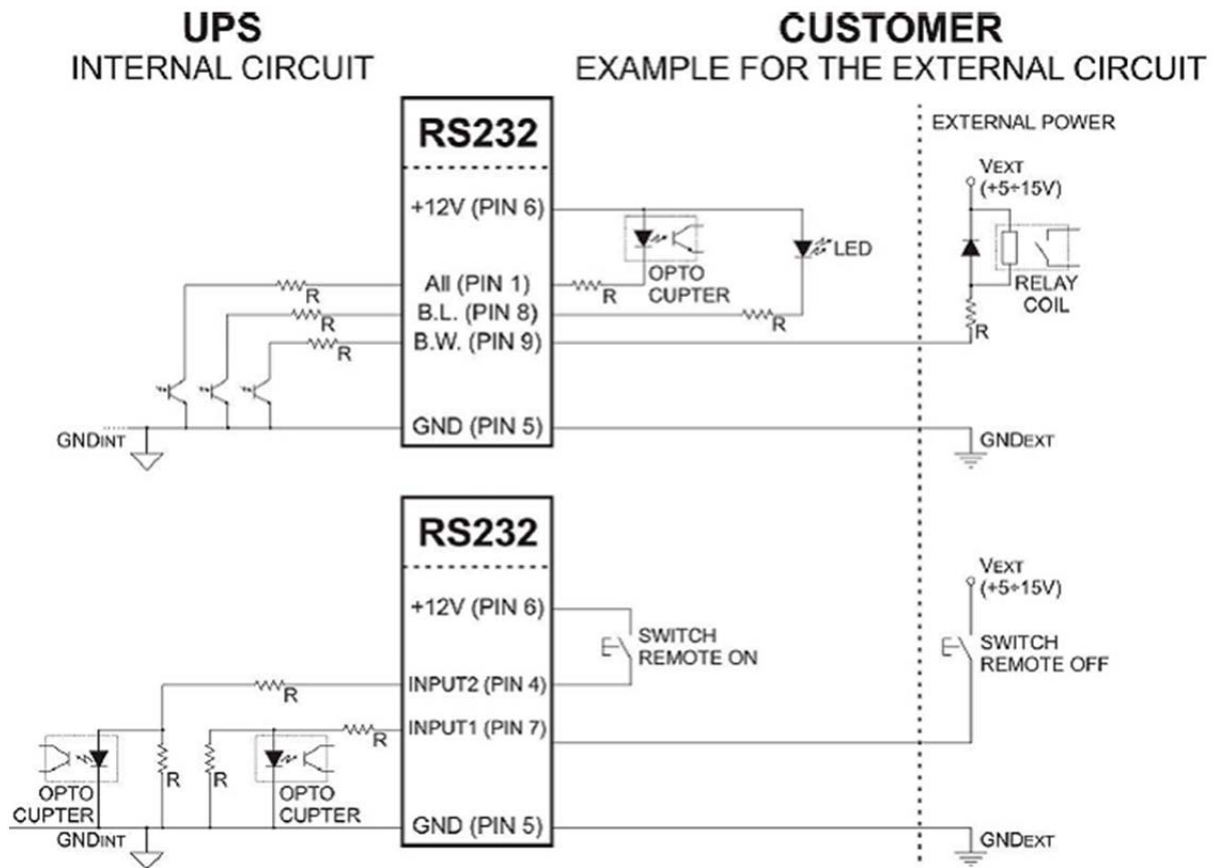 UPS
INTERNAL CIRCUIT
CUSTOMER
EXAMPLE FOR THE EXTERNAL CIRCUIT
RS232
+12V (PIN 6)
All (PIN 1)
B.L. (PIN 8)
B.W. (PIN 9)
GND (PIN 5)
R
R
R
GNDINT
OPTO
CUPTER
R
LED
R
EXTERNAL POWER
VEXT
(+5÷15V)
RELAY
COIL
R
GNDEXT
RS232
+12V (PIN 6)
INPUT2 (PIN 4)
INPUT1 (PIN 7)
GND (PIN 5)
SWITCH
REMOTE ON
VEXT
(+5÷15V)
SWITCH
REMOTE OFF
R
R
R
R
OPTO
CUPTER
OPTO
CUPTER
GNDINT
GNDEXT